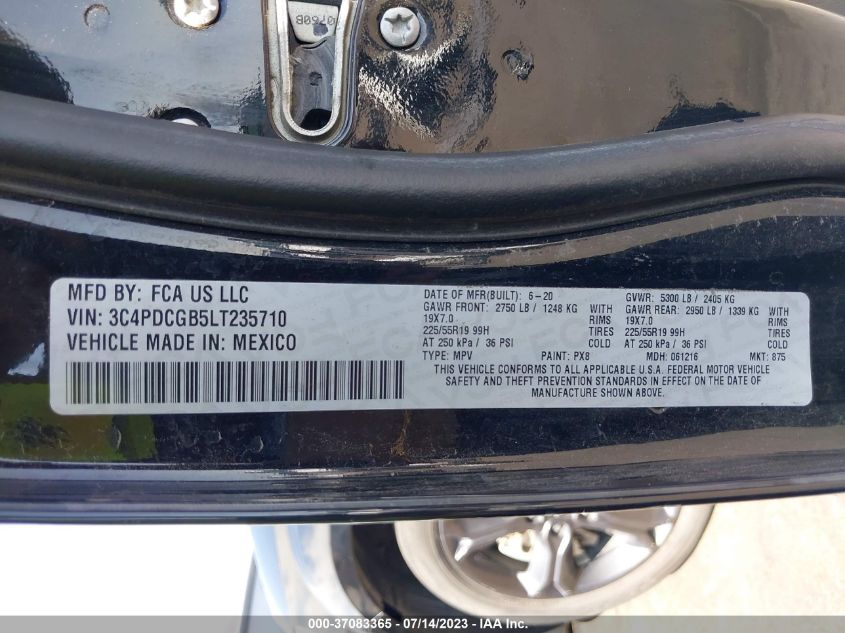 0760B
MFD BY: FCA US LLC
VIN: 3C4PDCGB5LT235710
VEHICLE MADE IN: MEXICO
DATE OF MFR(BUILT): 6-20 GVWR: 5300 LB / 2405 KG
GAWR FRONT: 2750 LB / 1248 KG WITH GAWR REAR: 2950 LB / 1339 KG WITH
19X7.0 RIMS 19X7.0 RIMS
225/55R19 99H TIRES 225/55R19 99H TIRES
AT 250 kPa / 36 PSI COLD AT 250 kPa / 36 PSI COLD
TYPE: MPV PAINT: PX8 MDH: 061216 MKT: 875
THIS VEHICLE CONFORMS TO ALL APPLICABLE U.S.A. FEDERAL MOTOR VEHICLE
SAFETY AND THEFT PREVENTION STANDARDS IN EFFECT ON THE DATE OF
MANUFACTURE SHOWN ABOVE.
000-37083365 - 07/14/2023 - IAAI.com